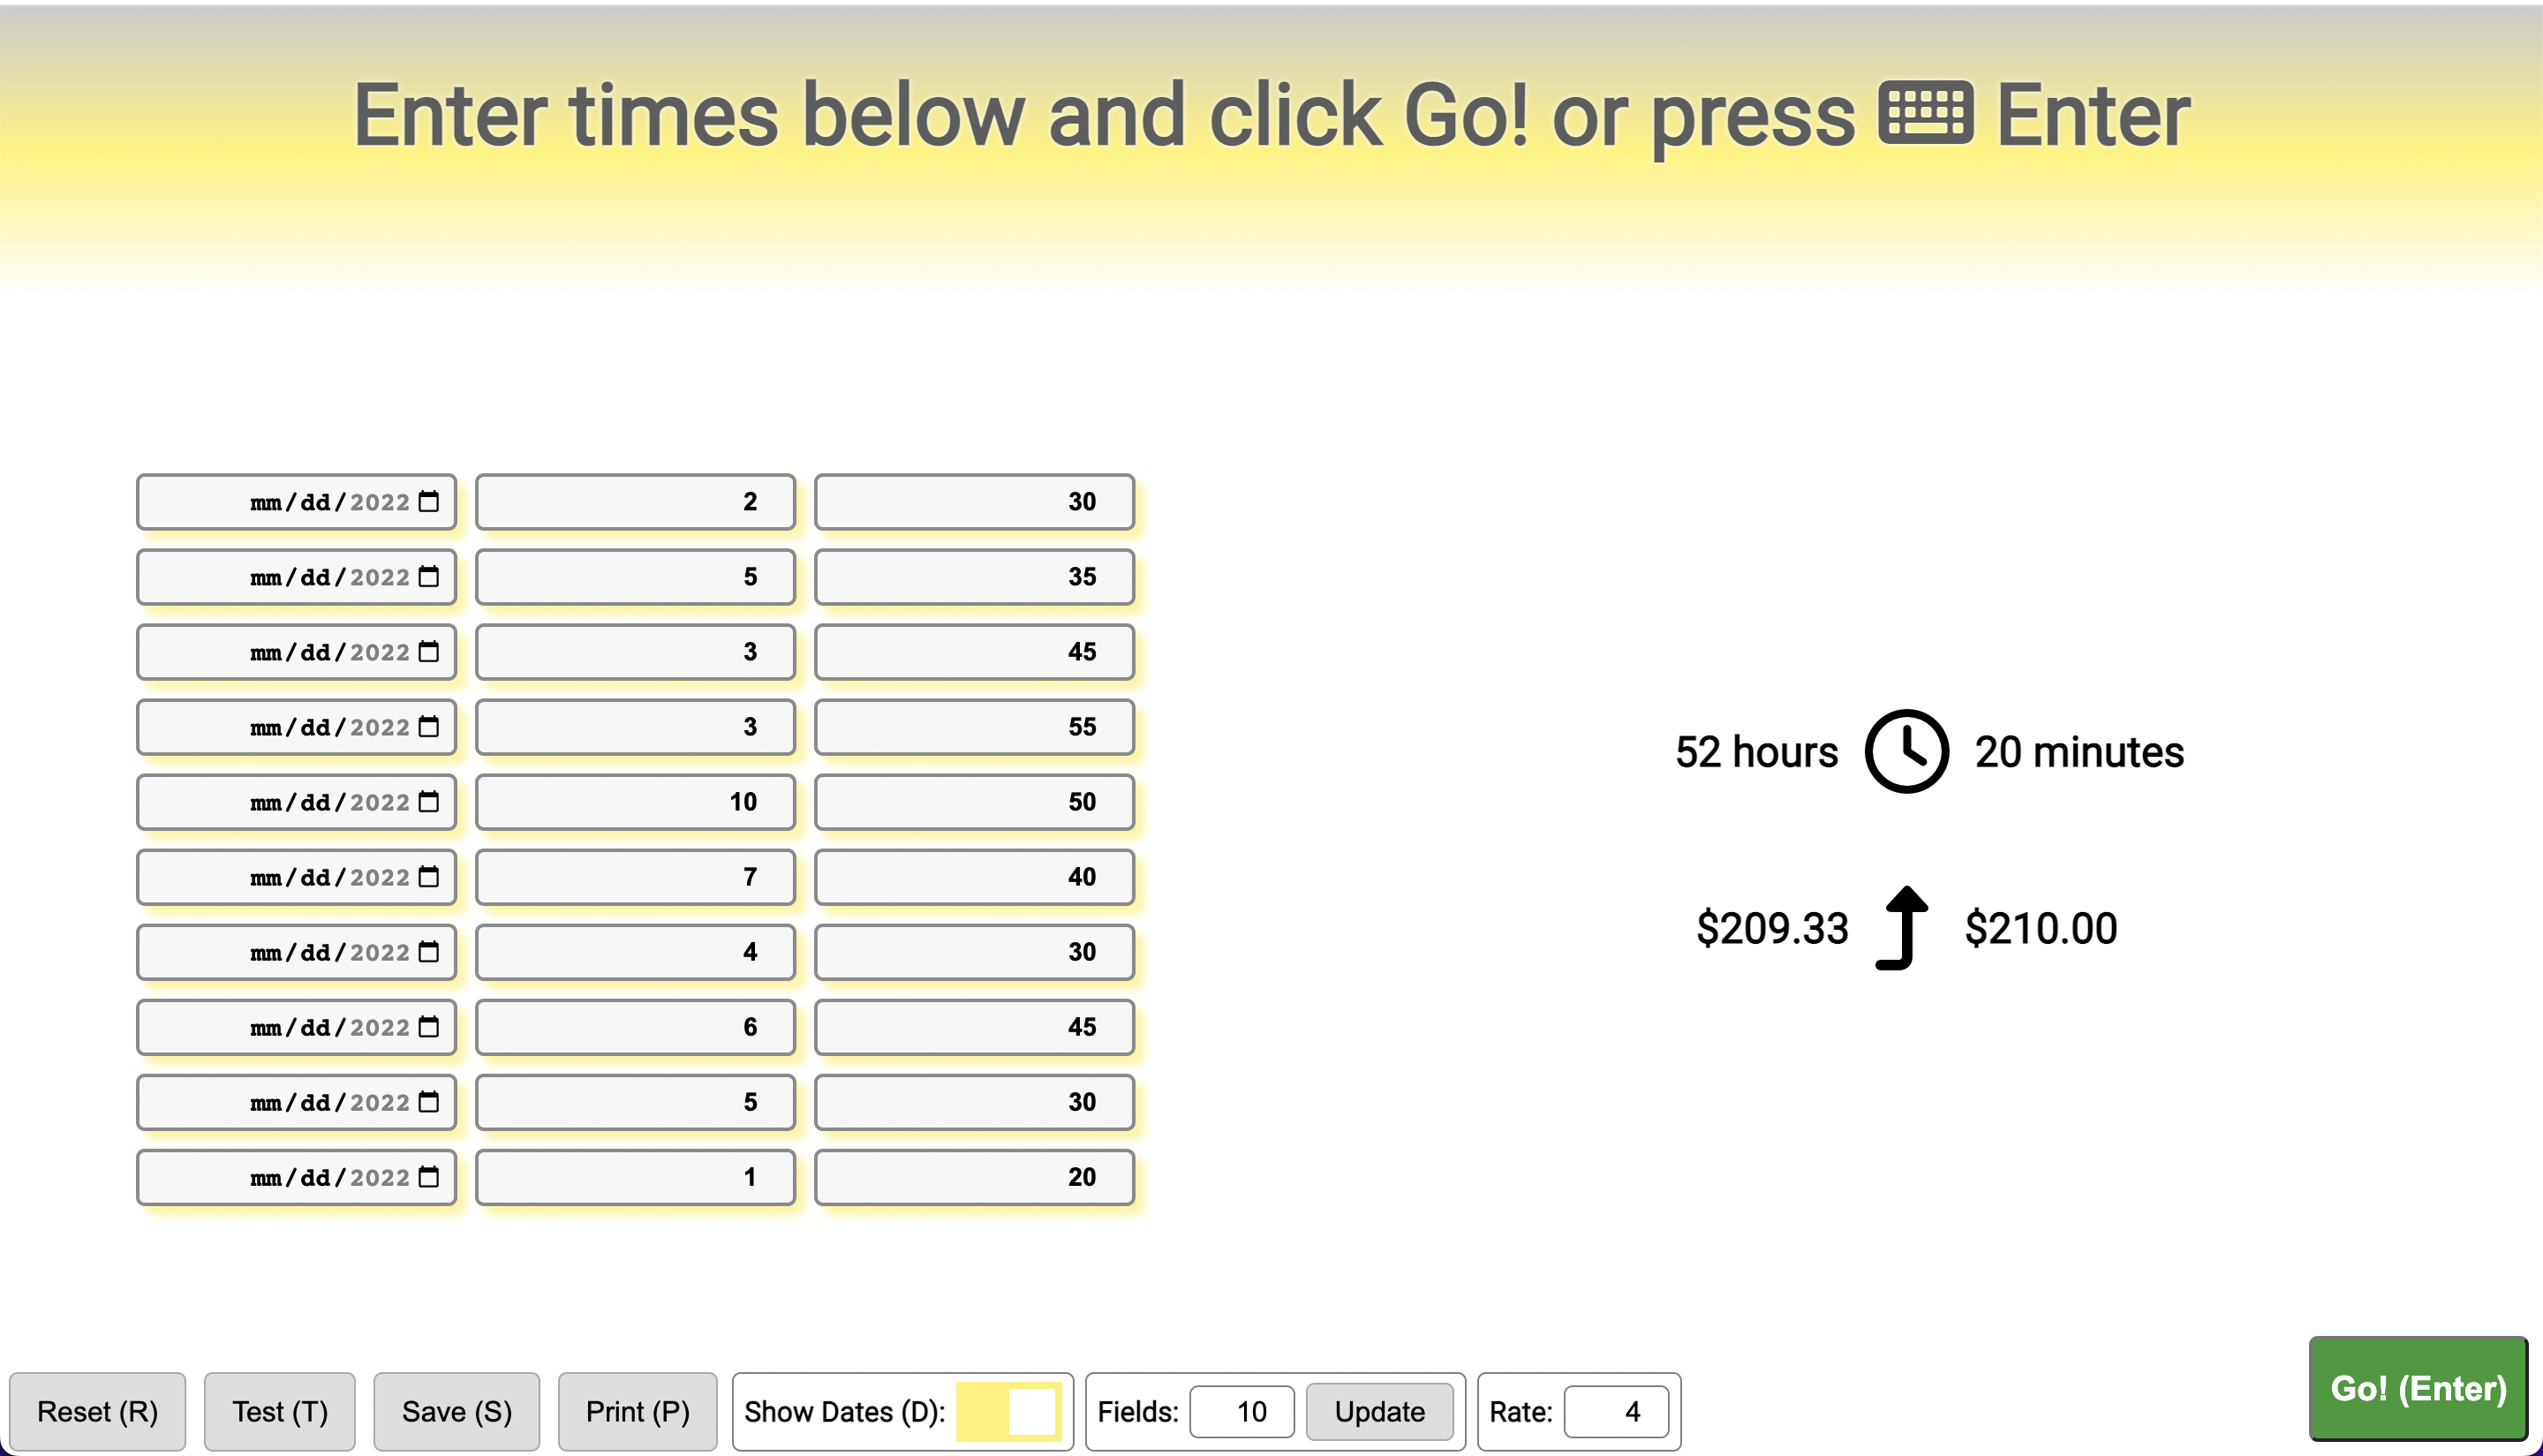 Enter times below and click Go! or press Enter
mm/dd/2022 2 30
mm/dd/2022 5 35
mm/dd/2022 3 45
mm/dd/2022 3 55
mm/dd/2022 10 50
mm/dd/2022 7 40
mm/dd/2022 4 30
mm/dd/2022 6 45
mm/dd/2022 5 30
mm/dd/2022 1 20
52 hours 20 minutes
$209.33 $210.00
Reset (R) Test (T) Save (S) Print (P) Show Dates (D): Fields: 10 Update Rate: 4 Go! (Enter)